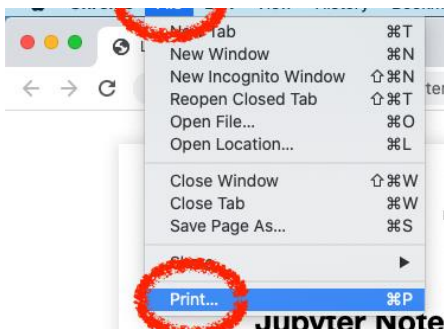 New Tab ⌘T
New Window ⌘N
New Incognito Window ⇧⌘N
Reopen Closed Tab ⇧⌘T
Open File... ⌘O
Open Location... ⌘L
Close Window ⇧⌘W
Close Tab ⌘W
Save Page As... ⌘S
Share
Print... ⌘P
Jupyter Note